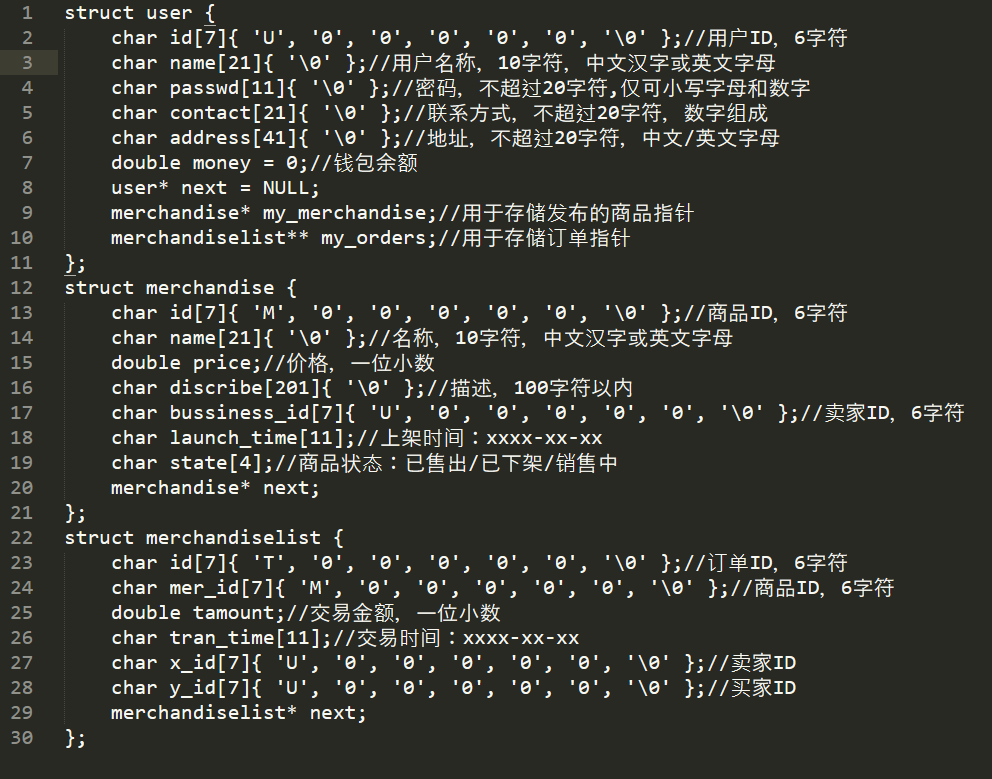 1 struct user {
2 char id[7]{ 'U', '0', '0', '0', '0', '0', '\0' };//用户ID, 6字符
3 char name[21]{ '\0' };//用户名称, 10字符, 中文汉字或英文字母
4 char passwd[11]{ '\0' };//密码, 不超过20字符,仅可小写字母和数字
5 char contact[21]{ '\0' };//联系方式, 不超过20字符, 数字组成
6 char address[41]{ '\0' };//地址, 不超过20字符, 中文/英文字母
7 double money = 0;//钱包余额
8 user* next = NULL;
9 merchandise* my_merchandise;//用于存储发布的商品指针
10 merchandiselist** my_orders;//用于存储订单指针
11 };
12 struct merchandise {
13 char id[7]{ 'M', '0', '0', '0', '0', '0', '\0' };//商品ID, 6字符
14 char name[21]{ '\0' };//名称, 10字符, 中文汉字或英文字母
15 double price;//价格, 一位小数
16 char discribe[201]{ '\0' };//描述, 100字符以内
17 char bussiness_id[7]{ 'U', '0', '0', '0', '0', '0', '\0' };//卖家ID, 6字符
18 char launch_time[11];//上架时间：xxxx-xx-xx
19 char state[4];//商品状态：已售出/已下架/销售中
20 merchandise* next;
21 };
22 struct merchandiselist {
23 char id[7]{ 'T', '0', '0', '0', '0', '0', '\0' };//订单ID, 6字符
24 char mer_id[7]{ 'M', '0', '0', '0', '0', '0', '\0' };//商品ID, 6字符
25 double tamount;//交易金额, 一位小数
26 char tran_time[11];//交易时间：xxxx-xx-xx
27 char x_id[7]{ 'U', '0', '0', '0', '0', '0', '\0' };//卖家ID
28 char y_id[7]{ 'U', '0', '0', '0', '0', '0', '\0' };//买家ID
29 merchandiselist* next;
30 };